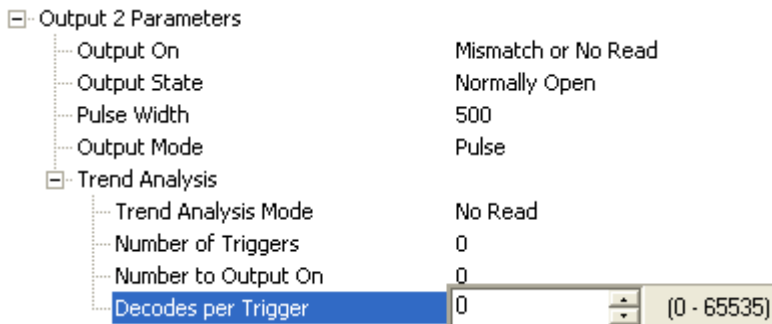 Output 2 Parameters
Output On Mismatch or No Read
Output State Normally Open
Pulse Width 500
Output Mode Pulse
Trend Analysis
Trend Analysis Mode No Read
Number of Triggers 0
Number to Output On 0
Decodes per Trigger 0 (0 - 65535)